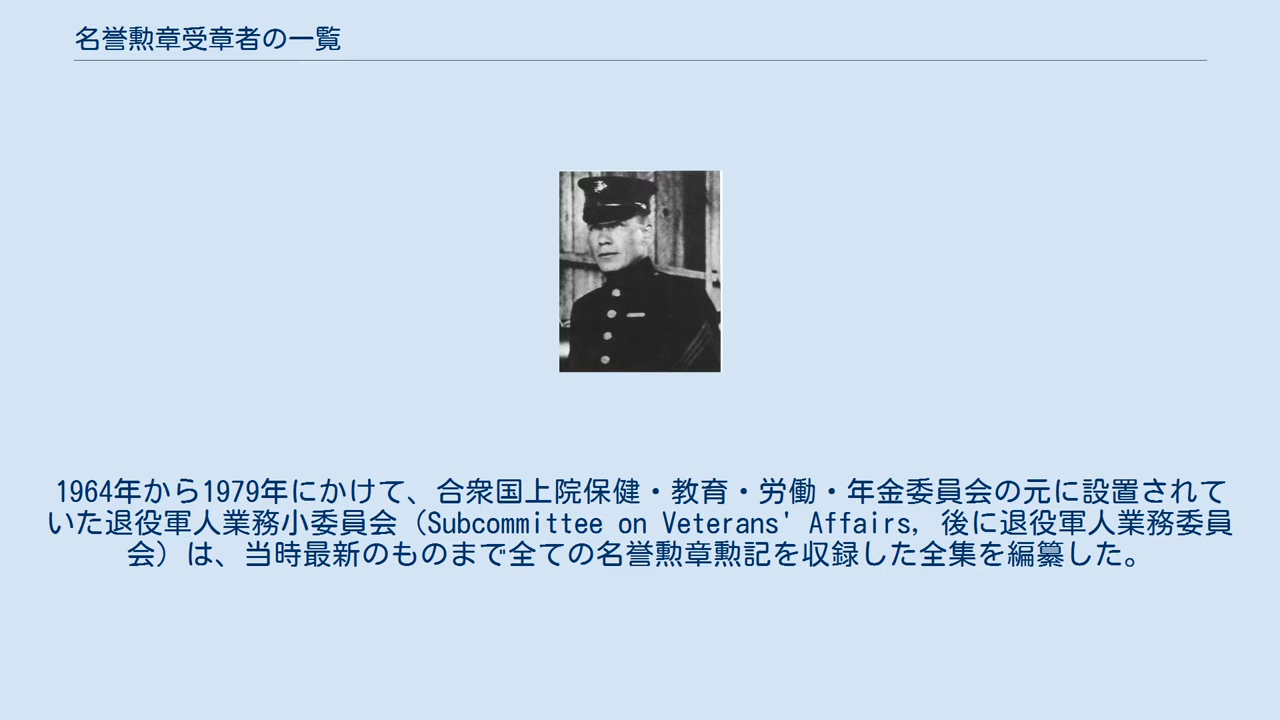 名誉勲章受章者の一覧
1964年から1979年にかけて、合衆国上院保健・教育・労働・年金委員会の元に設置されて
いた退役軍人業務小委員会（Subcommittee on Veterans' Affairs, 後に退役軍人業務委員
会）は、当時最新のものまで全ての名誉勲章勲記を収録した全集を編纂した。